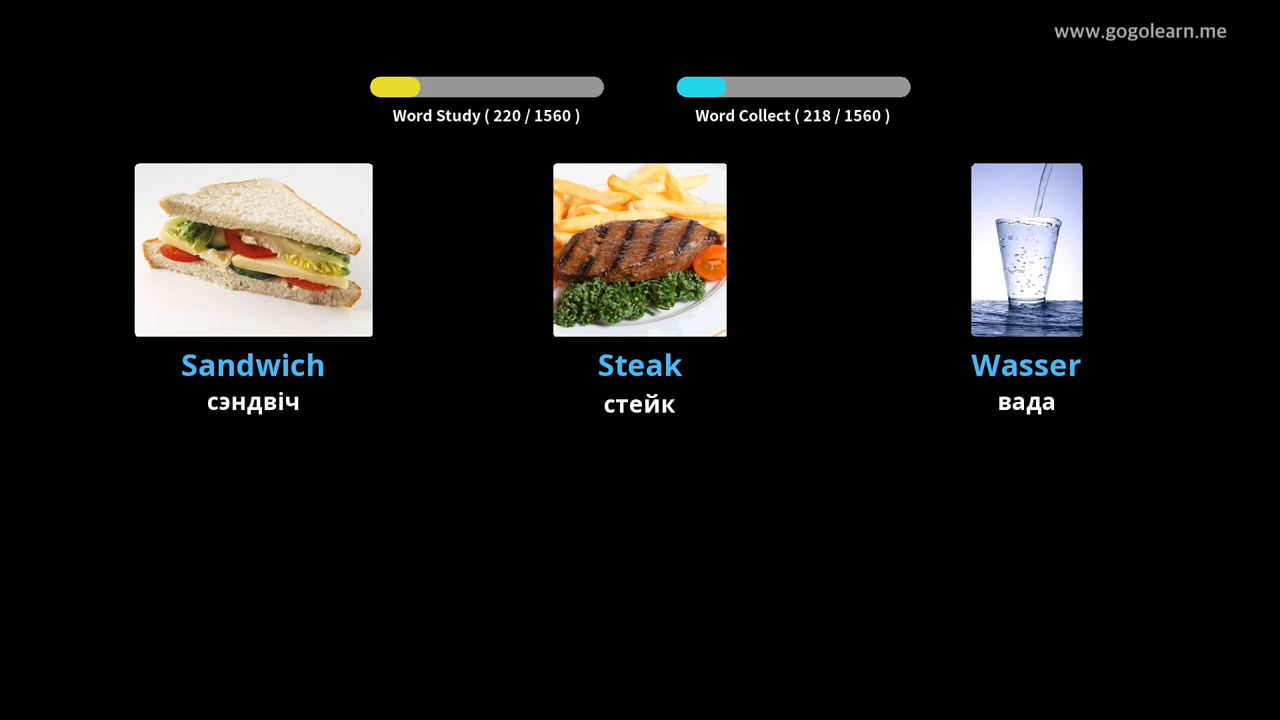 www.gogolearn.me
Word Study ( 220 / 1560 )
Word Collect ( 218 / 1560 )
Sandwich
сэндвіч
Steak
стейк
Wasser
вада